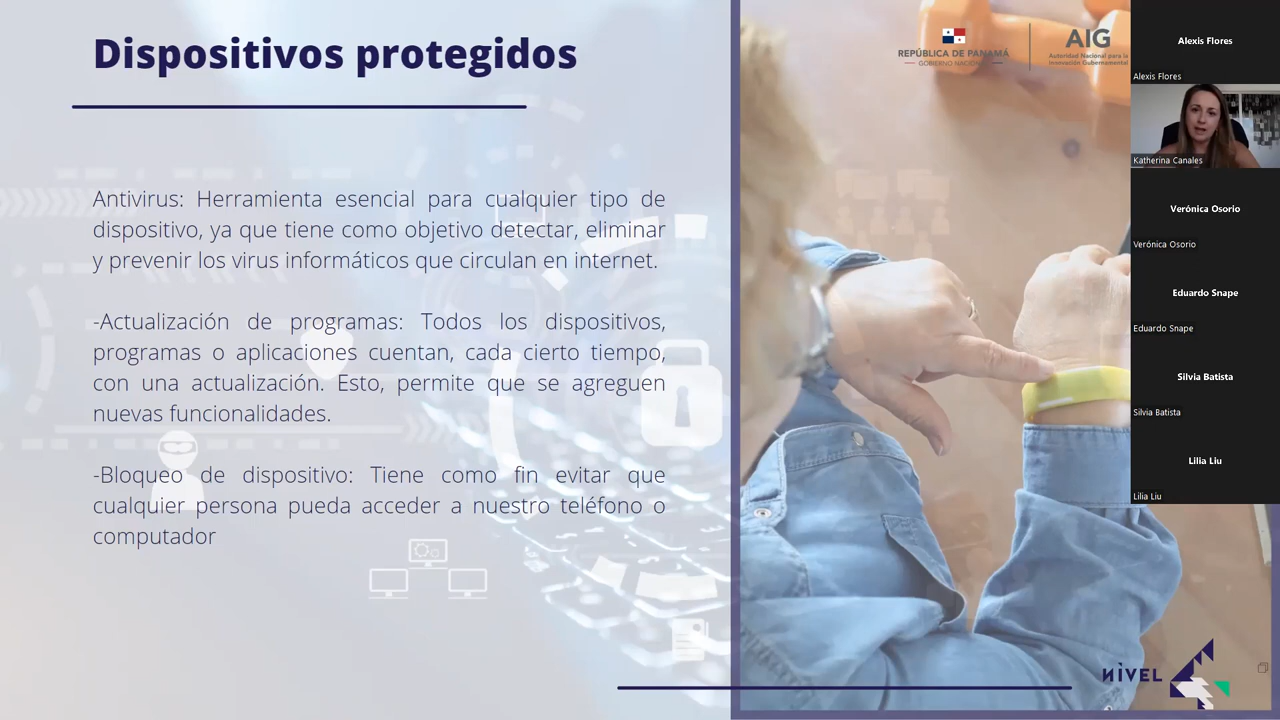 Dispositivos protegidos
Antivirus: Herramienta esencial para cualquier tipo de
dispositivo, ya que tiene como objetivo detectar, eliminar
y prevenir los virus informáticos que circulan en internet.
-Actualización de programas: Todos los dispositivos,
programas o aplicaciones cuentan, cada cierto tiempo,
con una actualización. Esto, permite que se agreguen
nuevas funcionalidades.
-Bloqueo de dispositivo: Tiene como fin evitar que
cualquier persona pueda acceder a nuestro teléfono o
computador
REPÚBLICA DE PANAMÁ
GOBIERNO NACIONAL
AIG
Autoridad Nacional para la
Innovación Gubernamental
Alexis Flores
Alexis Flores
Katherina Canales
Verónica Osorio
Verónica Osorio
Eduardo Snape
Eduardo Snape
Silvia Batista
Silvia Batista
Lilia Liu
Lilia Liu
NIVEL 4